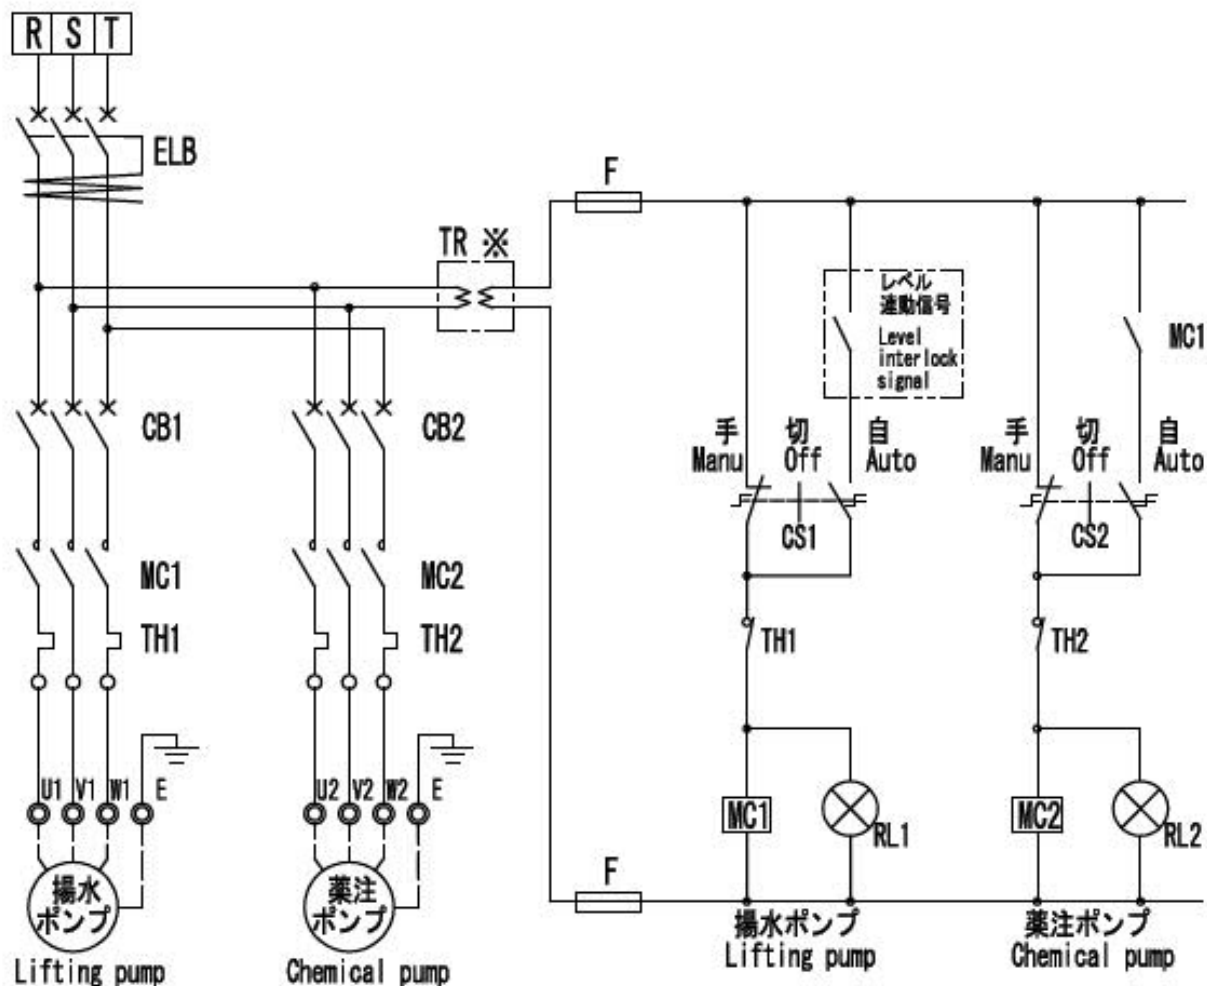 R S T
ELB
F
TR ※
レベル
連動信号
Level
interlock
signal
MC1
CB1
CB2
手 切 自
Manu Off Auto
手 切 自
Manu Off Auto
CS1
CS2
MC1
MC2
TH1
TH2
TH1
TH2
U1 V1 W1 E
U2 V2 W2 E
MC1
RL1
MC2
RL2
F
揚水
ポンプ
薬注
ポンプ
Lifting pump
Chemical pump
揚水ポンプ
Lifting pump
薬注ポンプ
Chemical pump